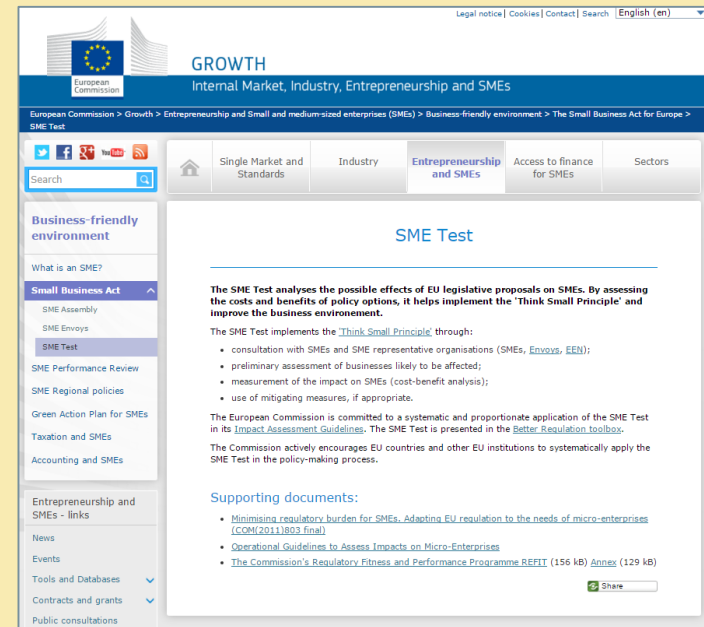 Legal notice | Cookies | Contact | Search English (en)
European
Commission
GROWTH
Internal Market, Industry, Entrepreneurship and SMEs
European Commission > Growth > Entrepreneurship and Small and medium-sized enterprises (SMEs) > Business-friendly environment > The Small Business Act for Europe >
SME Test
You Tube
Search
Single Market and
Standards
Industry
Entrepreneurship
and SMEs
Access to finance
for SMEs
Sectors
Business-friendly
environment
What is an SME?
Small Business Act
SME Assembly
SME Envoys
SME Test
SME Performance Review
SME Regional policies
Green Action Plan for SMEs
Taxation and SMEs
Accounting and SMEs
Entrepreneurship and
SMEs - links
News
Events
Tools and Databases
Contracts and grants
Public consultations
SME Test
The SME Test analyses the possible effects of EU legislative proposals on SMEs. By assessing
the costs and benefits of policy options, it helps implement the 'Think Small Principle' and
improve the business environement.
The SME Test implements the 'Think Small Principle' through:
• consultation with SMEs and SME representative organisations (SMEs, Envoys, EEN);
• preliminary assessment of businesses likely to be affected;
• measurement of the impact on SMEs (cost-benefit analysis);
• use of mitigating measures, if appropriate.
The European Commission is committed to a systematic and proportionate application of the SME Test
in its Impact Assessment Guidelines. The SME Test is presented in the Better Regulation toolbox.
The Commission actively encourages EU countries and other EU institutions to systematically apply the
SME Test in the policy-making process.
Supporting documents:
• Minimising regulatory burden for SMEs. Adapting EU regulation to the needs of micro-enterprises
(COM(2011)803 final)
• Operational Guidelines to Assess Impacts on Micro-Enterprises
• The Commission's Regulatory Fitness and Performance Programme REFIT (156 kB) Annex (129 kB)
Share